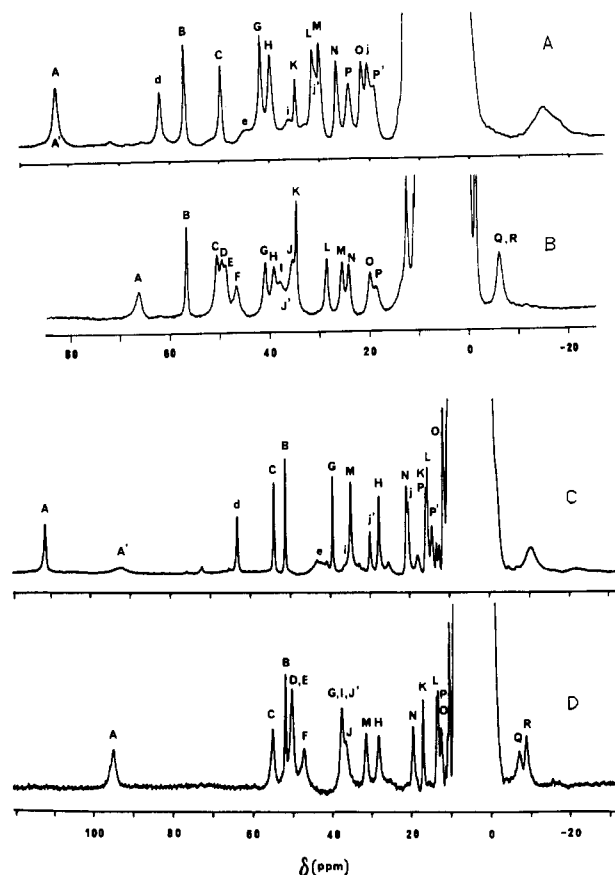 A A' d B C e G H i K L j' M N P O j P' A
A B C D E F G H I J' J K L M N O P Q,R B
80 60 40 20 0 -20
A A' d C B e G i M j' H N j K P L P' O C
A C B D,E F G,I,J' J M H N K L P O Q R D
100 80 60 40 20 0 -20
δ(ppm)